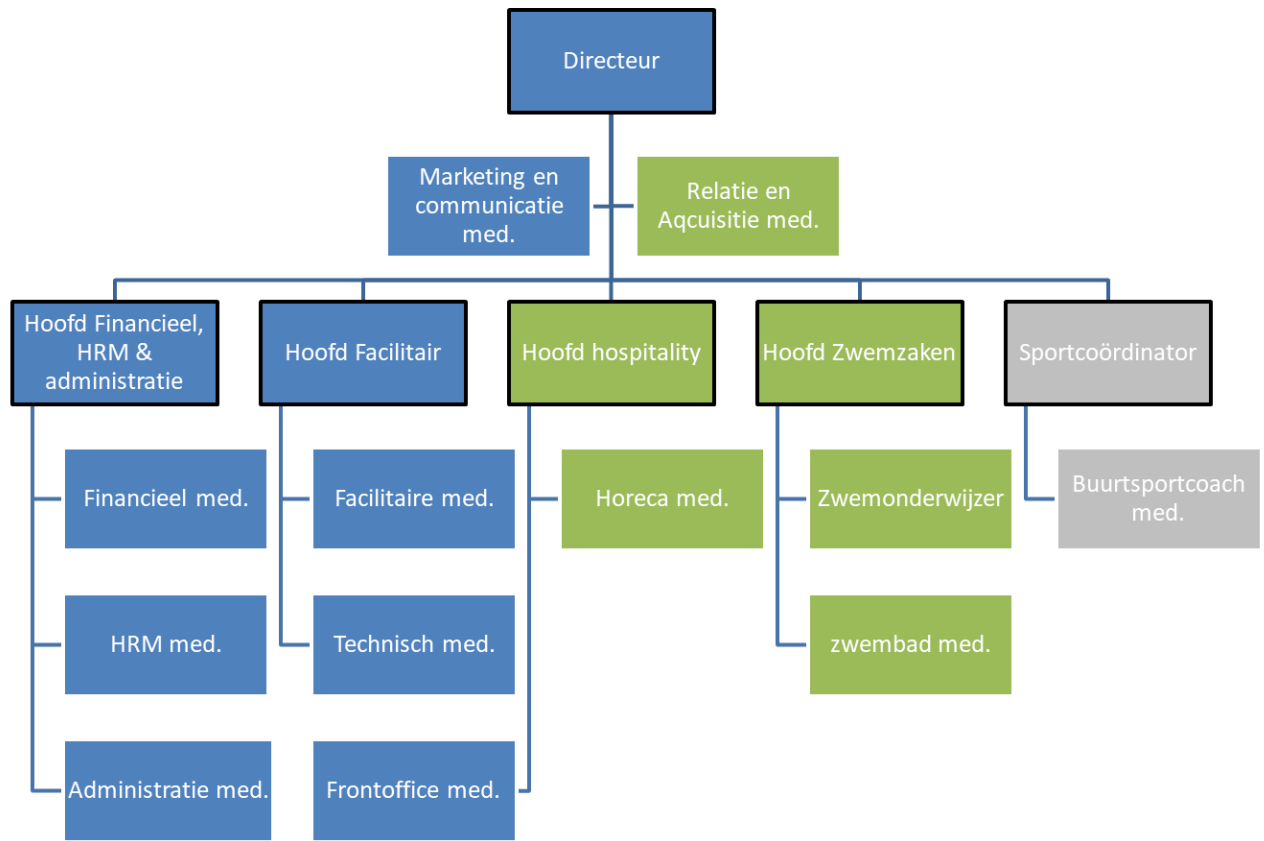 Directeur
Marketing en
communicatie
med.
Relatie en
Aqcuisitie med.
Hoofd Financieel,
HRM &
administratie
Hoofd Facilitair
Hoofd hospitality
Hoofd Zwemzaken
Sportcoördinator
Financieel med.
Facilitaire med.
Horeca med.
Zwemonderwijzer
Buurtsportcoach
med.
HRM med.
Technisch med.
zwembad med.
Administratie med.
Frontoffice med.